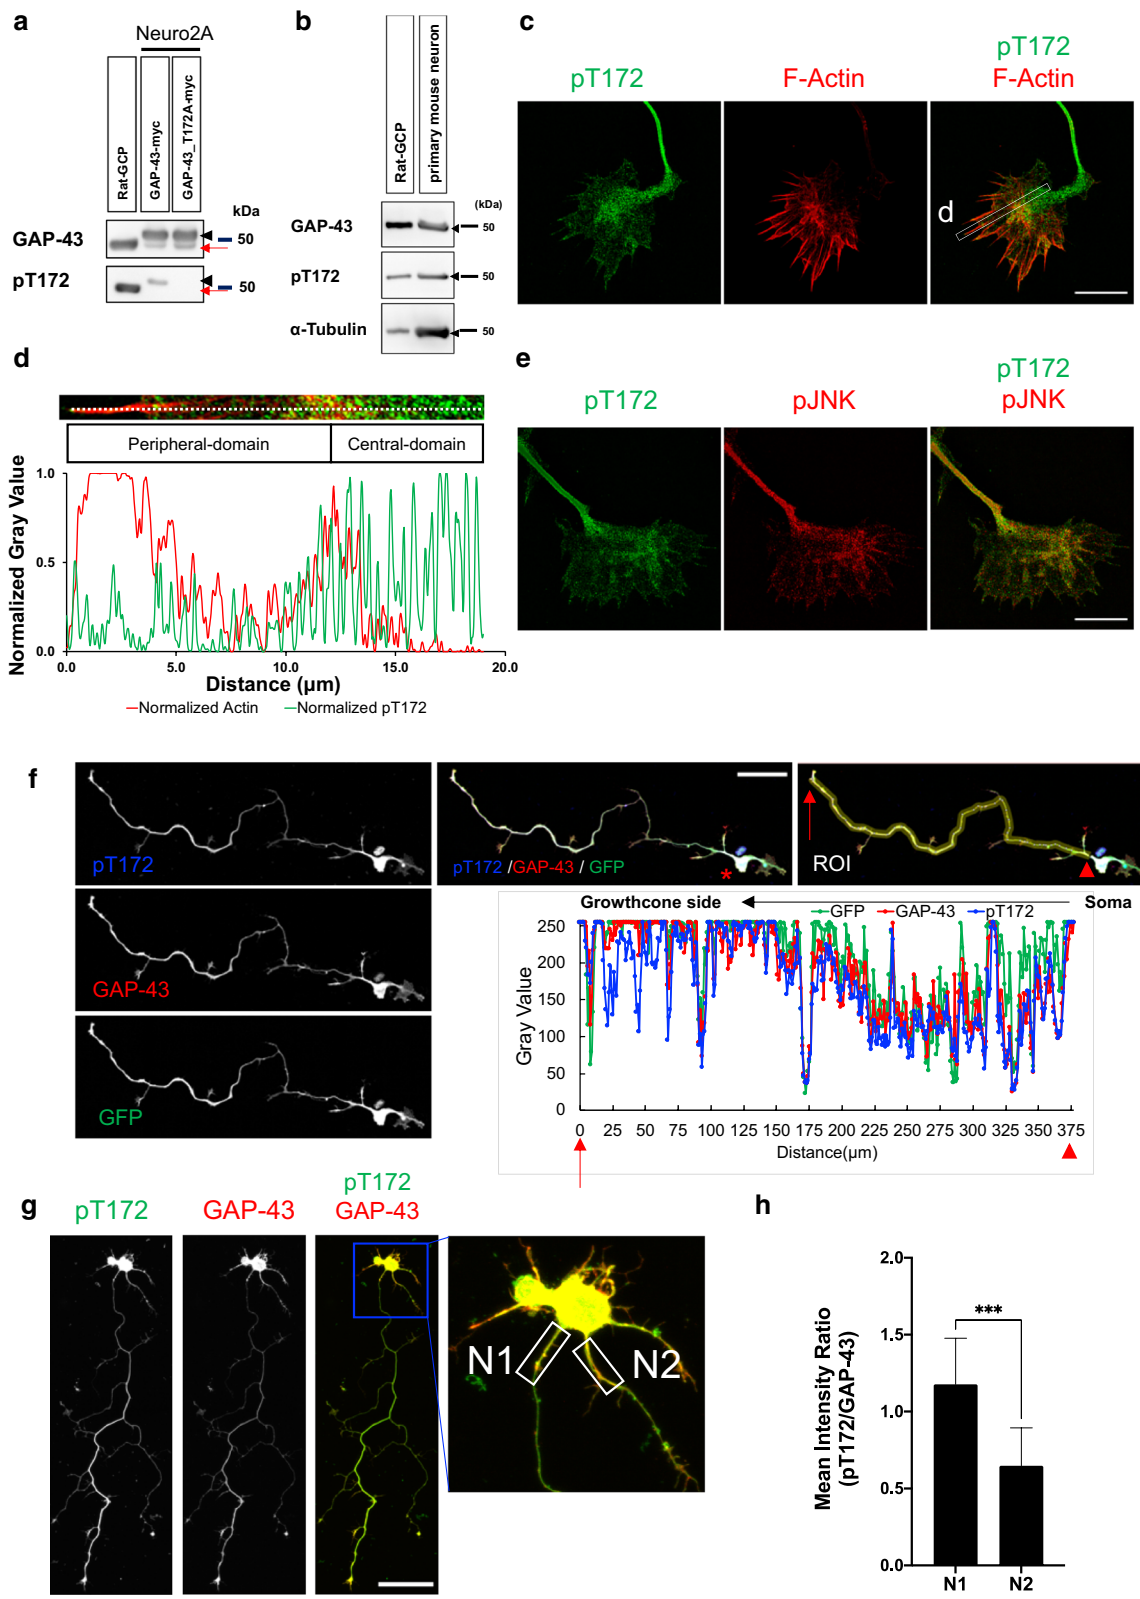 a
Neuro2A
Rat-GCP
GAP-43-myc
GAP-43_T172A-myc
kDa
GAP-43
50
pT172
50
b
Rat-GCP
primary mouse neuron
(kDa)
GAP-43
50
pT172
50
α-Tubulin
50
c
pT172
F-Actin
pT172
F-Actin
d
d
Peripheral-domain
Central-domain
Normalized Gray Value
1.0
0.5
0.0
0.0
5.0
10.0
15.0
20.0
Distance (μm)
Normalized Actin
Normalized pT172
e
pT172
pJNK
pT172
pJNK
f
pT172
GAP-43
GFP
pT172 /GAP-43 / GFP
*
ROI
Growthcone side
Soma
GFP
GAP-43
pT172
Gray Value
250
200
150
100
50
0
0 25 50 75 100 125 150 175 200 225 250 275 300 325 350 375
Distance(μm)
g
pT172
GAP-43
pT172
GAP-43
N1
N2
h
Mean Intensity Ratio
(pT172/GAP-43)
2.0
1.5
1.0
0.5
0.0
***
N1
N2